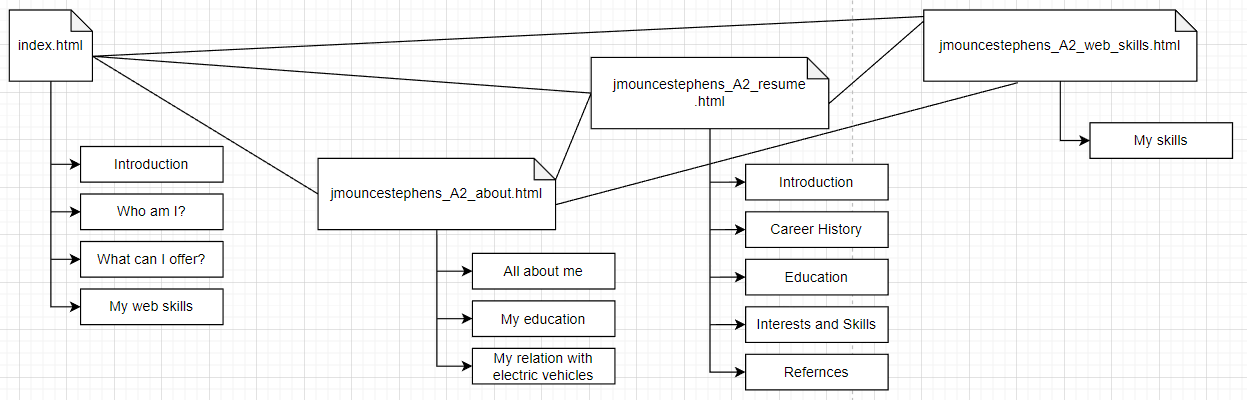 index.html
Introduction
Who am I?
What can I offer?
My web skills
jmouncestephens_A2_about.html
All about me
My education
My relation with
electric vehicles
jmouncestephens_A2_resume
.html
Introduction
Career History
Education
Interests and Skills
Refernces
jmouncestephens_A2_web_skills.html
My skills